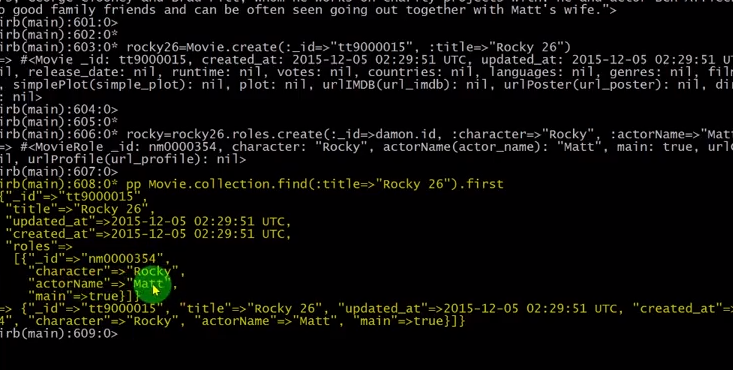 o good family friends and can be often seen going out together with Matt's wife.">
irb(main):601:0>
irb(main):602:0*
irb(main):603:0* rocky26=Movie.create(:_id=>"tt9000015", :title=>"Rocky 26")
=> #<Movie _id: tt9000015, created_at: 2015-12-05 02:29:51 UTC, updated_at: 2015-12-05 02:29:51 UT
il, release_date: nil, runtime: nil, votes: nil, countries: nil, languages: nil, genres: nil, fil
, simplePlot(simple_plot): nil, plot: nil, urlIMDB(url_imdb): nil, urlPoster(url_poster): nil, di
: nil>
irb(main):604:0>
irb(main):605:0*
irb(main):606:0* rocky=rocky26.roles.create(:_id=>damon.id, :character=>"Rocky", :actorName=>"Mat
=> #<MovieRole _id: nm0000354, character: "Rocky", actorName(actor_name): "Matt", main: true, urlC
il, urlProfile(url_profile): nil>
irb(main):607:0>
irb(main):608:0* pp Movie.collection.find(:title=>"Rocky 26").first
{"_id"=>"tt9000015",
"title"=>"Rocky 26",
"updated_at"=>2015-12-05 02:29:51 UTC,
"created_at"=>2015-12-05 02:29:51 UTC,
"roles"=>
[{"_id"=>"nm0000354",
"character"=>"Rocky",
"actorName"=>"Matt",
"main"=>true}]}
=> {"_id"=>"tt9000015", "title"=>"Rocky 26", "updated_at"=>2015-12-05 02:29:51 UTC, "created_at"=
4", "character"=>"Rocky", "actorName"=>"Matt", "main"=>true}]}
irb(main):609:0>